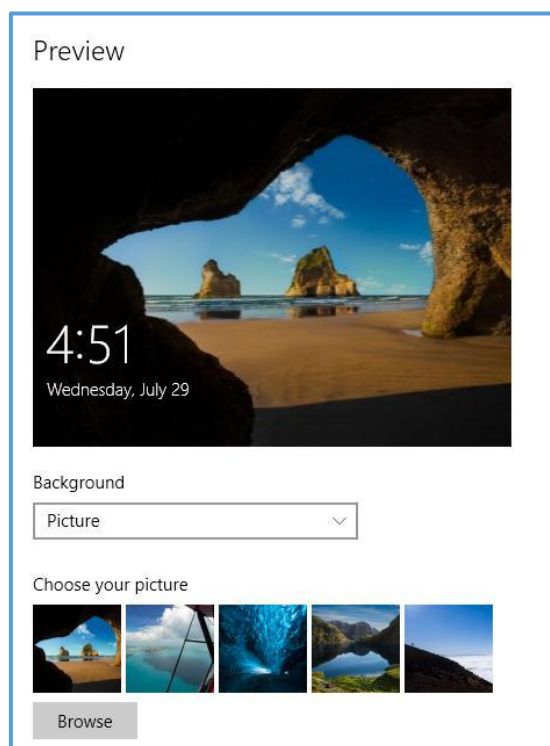 Preview
4:51
Wednesday, July 29
Background
Picture
Choose your picture
Browse